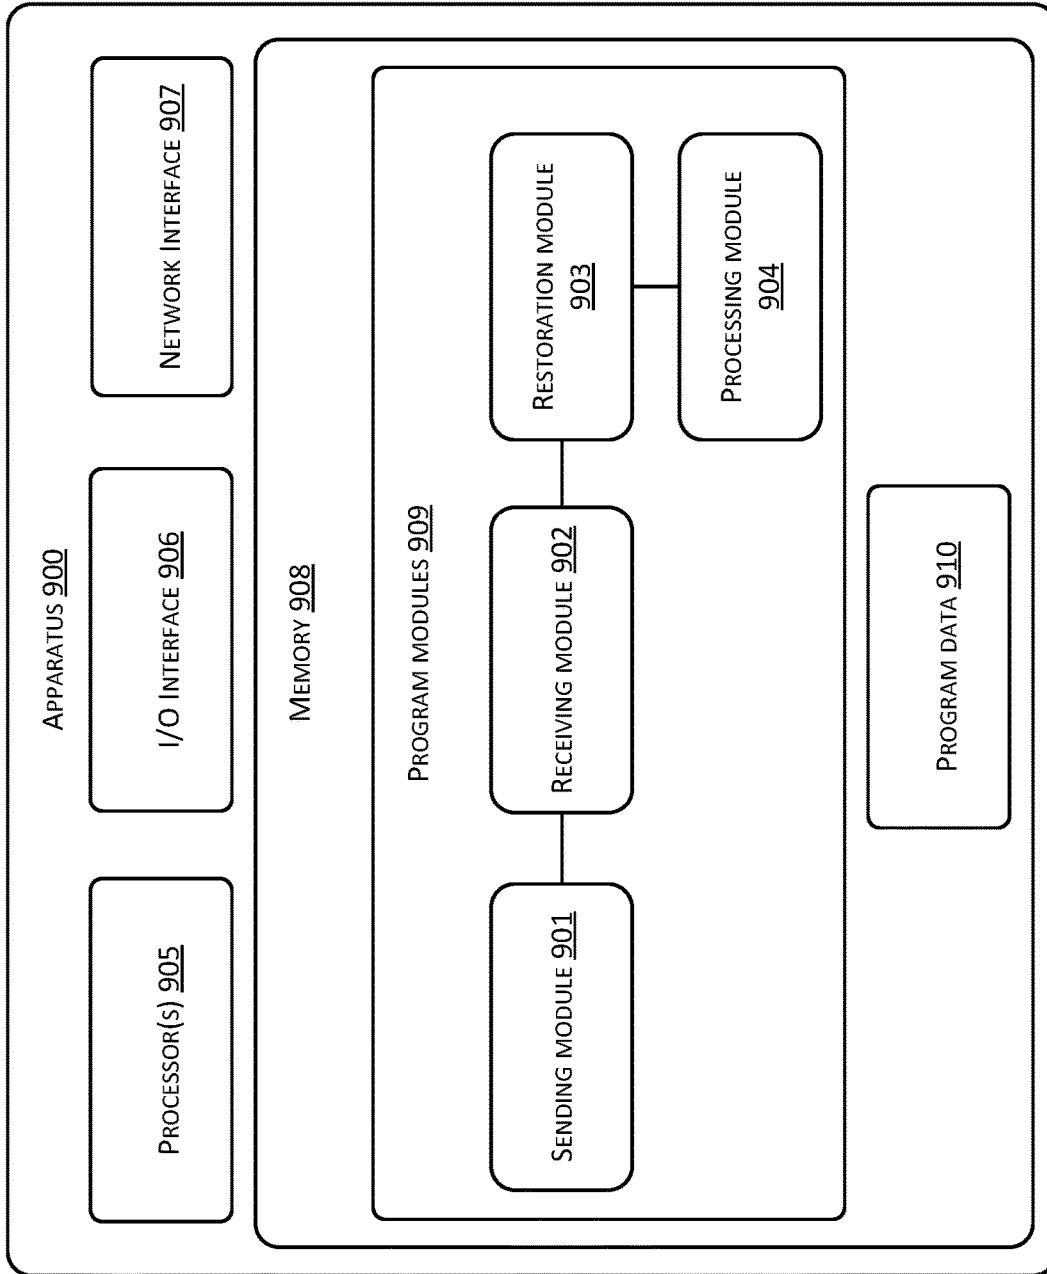 APPARATUS 900
PROCESSOR(S) 905
I/O INTERFACE 906
NETWORK INTERFACE 907
MEMORY 908
PROGRAM MODULES 909
SENDING MODULE 901
RECEIVING MODULE 902
RESTORATION MODULE
903
PROCESSING MODULE
904
PROGRAM DATA 910